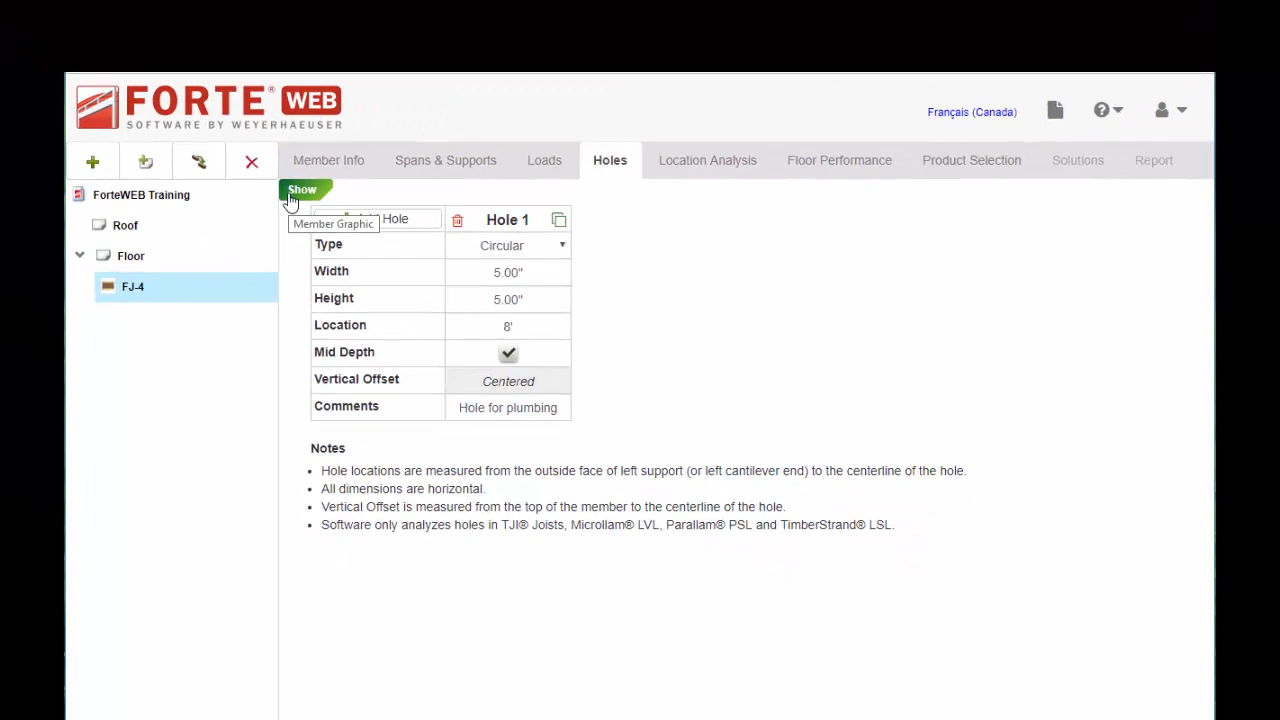 FORTE® WEB
SOFTWARE BY WEYERHAEUSER
Français (Canada)
Member Info Spans & Supports Loads Holes Location Analysis Floor Performance Product Selection Solutions Report
ForteWEB Training
Roof
Floor
FJ-4
Show
Member Graphic
Hole Hole 1
Type Circular
Width 5.00"
Height 5.00"
Location 8'
Mid Depth
Vertical Offset Centered
Comments Hole for plumbing
Notes
• Hole locations are measured from the outside face of left support (or left cantilever end) to the centerline of the hole.
• All dimensions are horizontal.
• Vertical Offset is measured from the top of the member to the centerline of the hole.
• Software only analyzes holes in TJI® Joists, Microllam® LVL, Parallam® PSL and TimberStrand® LSL.